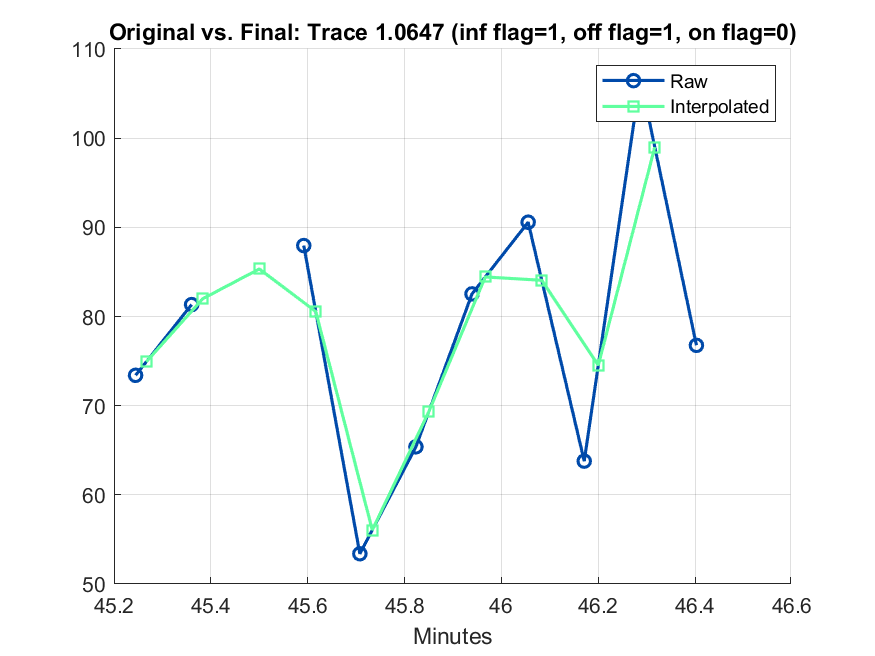 Original vs. Final: Trace 1.0647 (inf flag=1, off flag=1, on flag=0)
110
100
90
80
70
60
50
Raw
Interpolated
45.2 45.4 45.6 45.8 46 46.2 46.4 46.6
Minutes